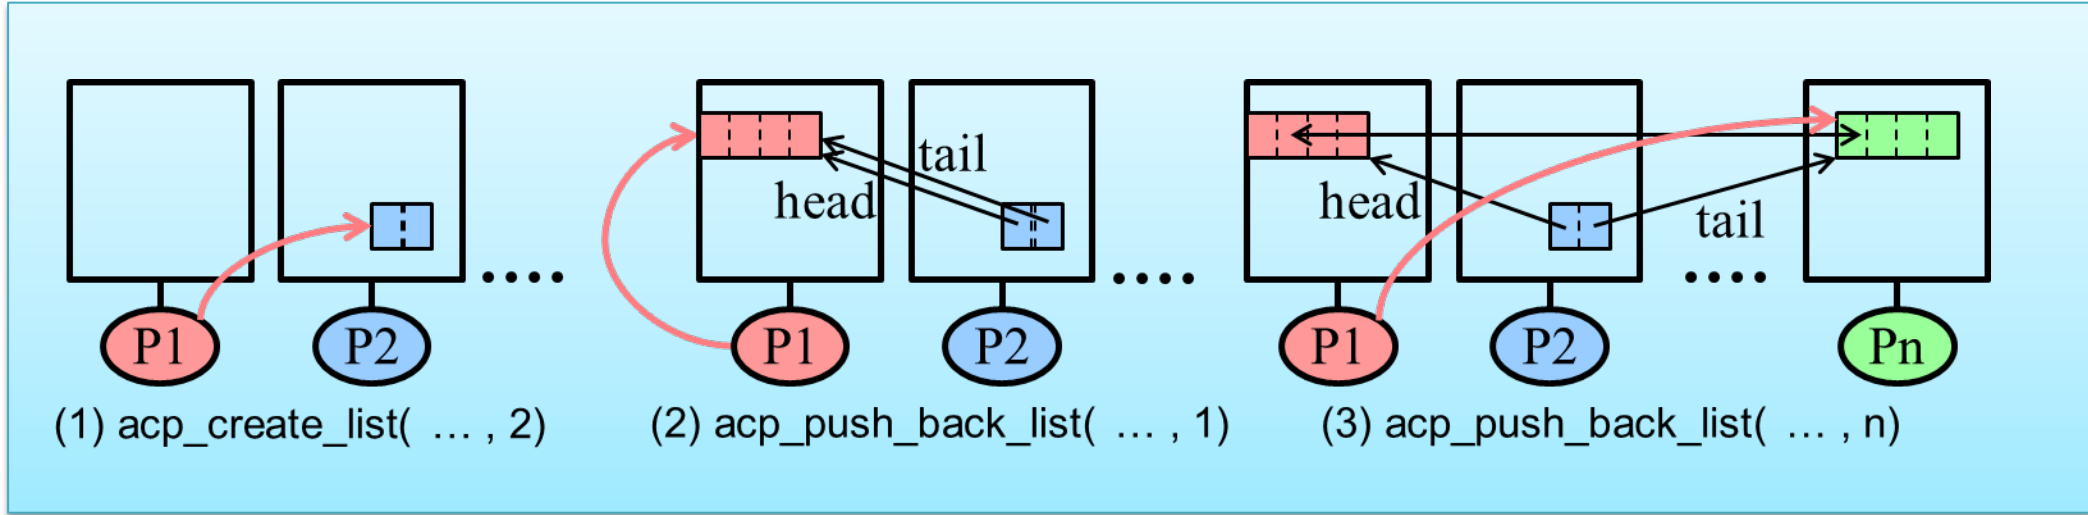 tail
head
head
tail
P1
P2
P1
P2
P1
P2
Pn
(1) acp_create_list( … , 2)
(2) acp_push_back_list( … , 1)
(3) acp_push_back_list( … , n)